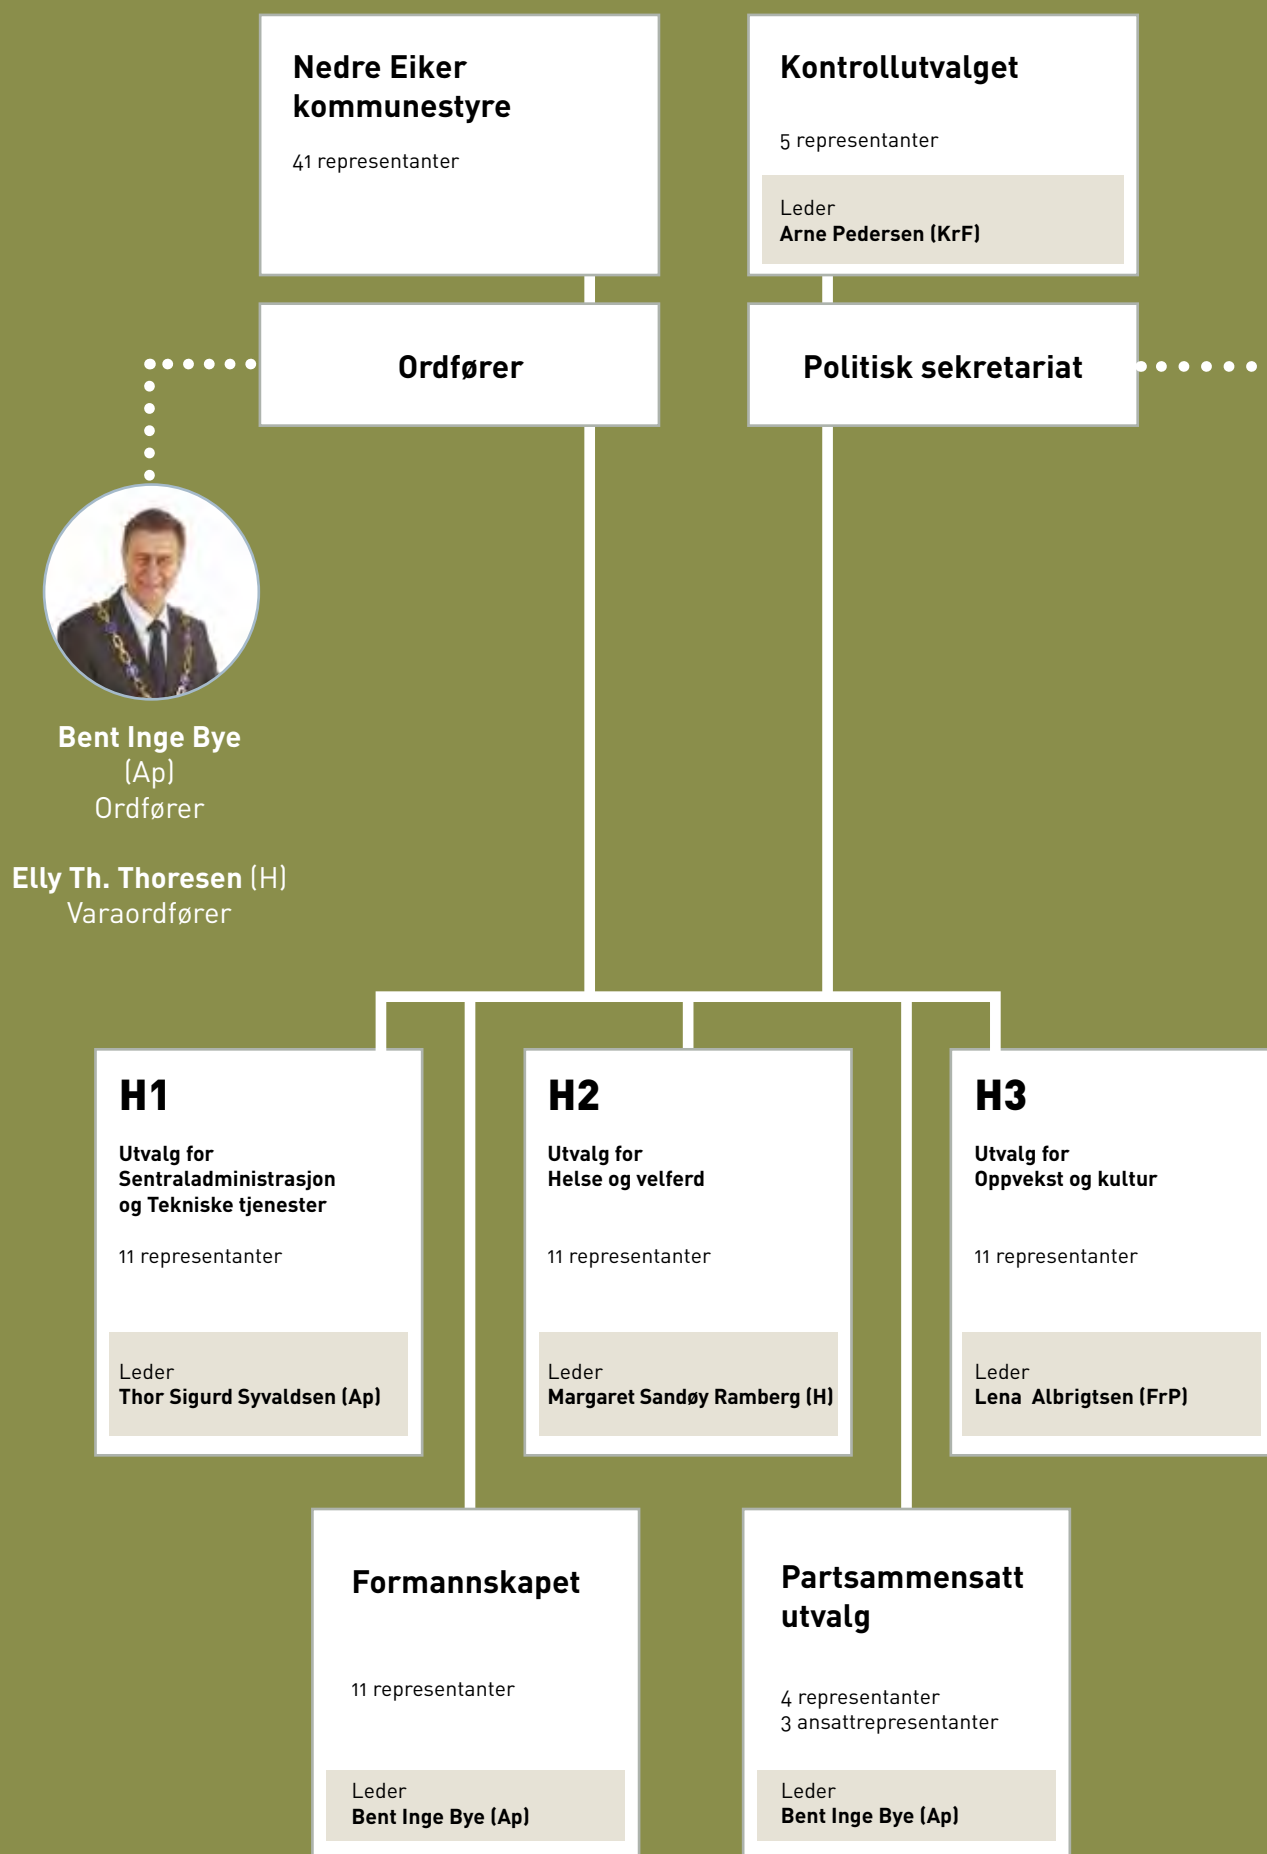 Nedre Eiker
kommunestyre
41 representanter
Kontrollutvalget
5 representanter
Leder
Arne Pedersen (KrF)
Ordfører
Politisk sekretariat
Bent Inge Bye
(Ap)
Ordfører
Elly Th. Thoresen (H)
Varaordfører
H1
Utvalg for
Sentraladministrasjon
og Tekniske tjenester
11 representanter
Leder
Thor Sigurd Syvaldsen (Ap)
H2
Utvalg for
Helse og velferd
11 representanter
Leder
Margaret Sandøy Ramberg (H)
H3
Utvalg for
Oppvekst og kultur
11 representanter
Leder
Lena Albrigtsen (FrP)
Formannskapet
11 representanter
Leder
Bent Inge Bye (Ap)
Partsammensatt
utvalg
4 representanter
3 ansattrepresentanter
Leder
Bent Inge Bye (Ap)